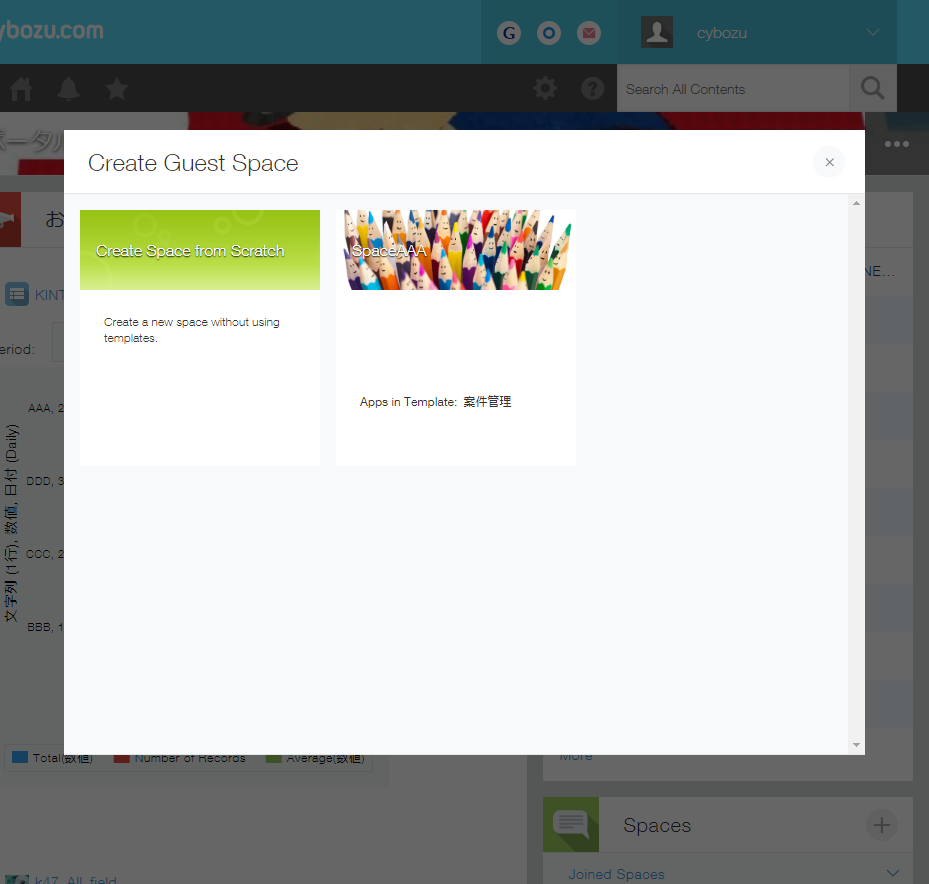 cybozu.com
G
cybozu
?
Search All Contents
ポータル
Create Guest Space
×
Create Space from Scratch
SpaceAAA
Create a new space without using
templates.
Apps in Template: 案件管理
お
KINT
NE...
eriod:
AAA, 2
DDD, 3
CCC, 2
BBB, 1
文字列 (1行), 数値, 日付 (Daily)
Total(数値)
Number of Records
Average(数値)
More
Spaces
Joined Spaces
k47_All_field